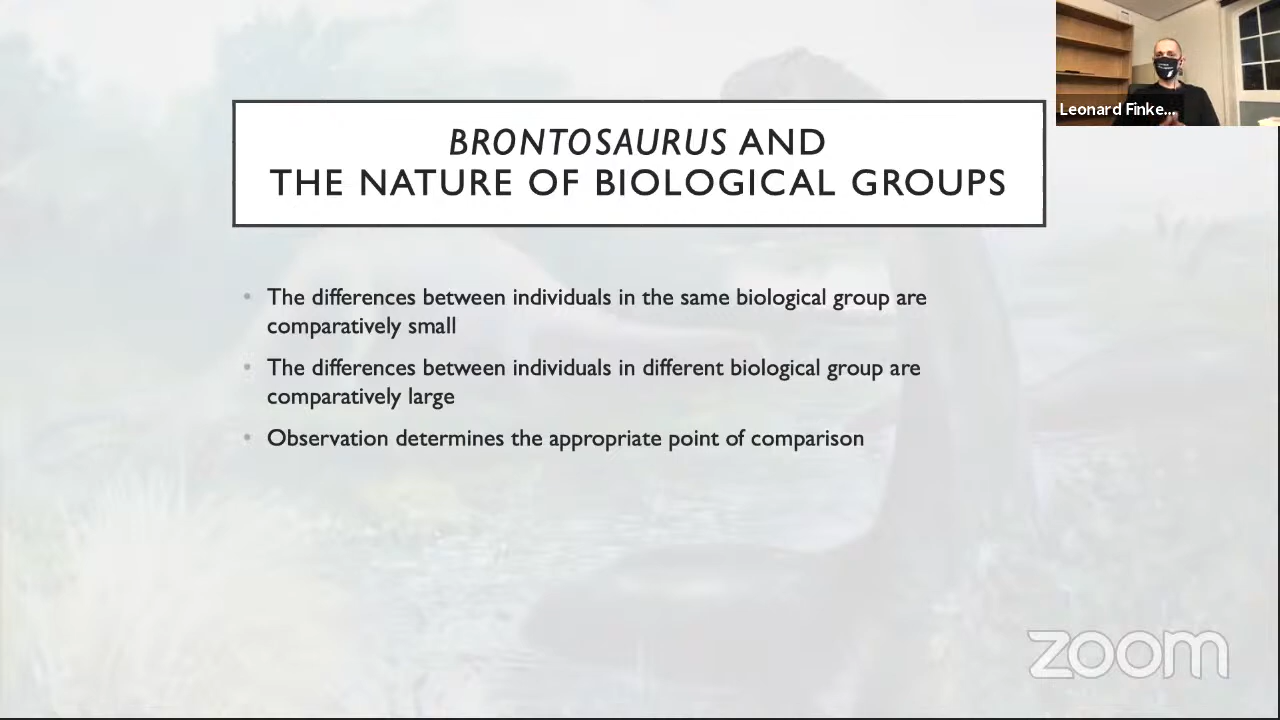 Leonard Finke...
BRONTOSAURUS AND
THE NATURE OF BIOLOGICAL GROUPS
• The differences between individuals in the same biological group are
comparatively small
• The differences between individuals in different biological group are
comparatively large
• Observation determines the appropriate point of comparison
zoom